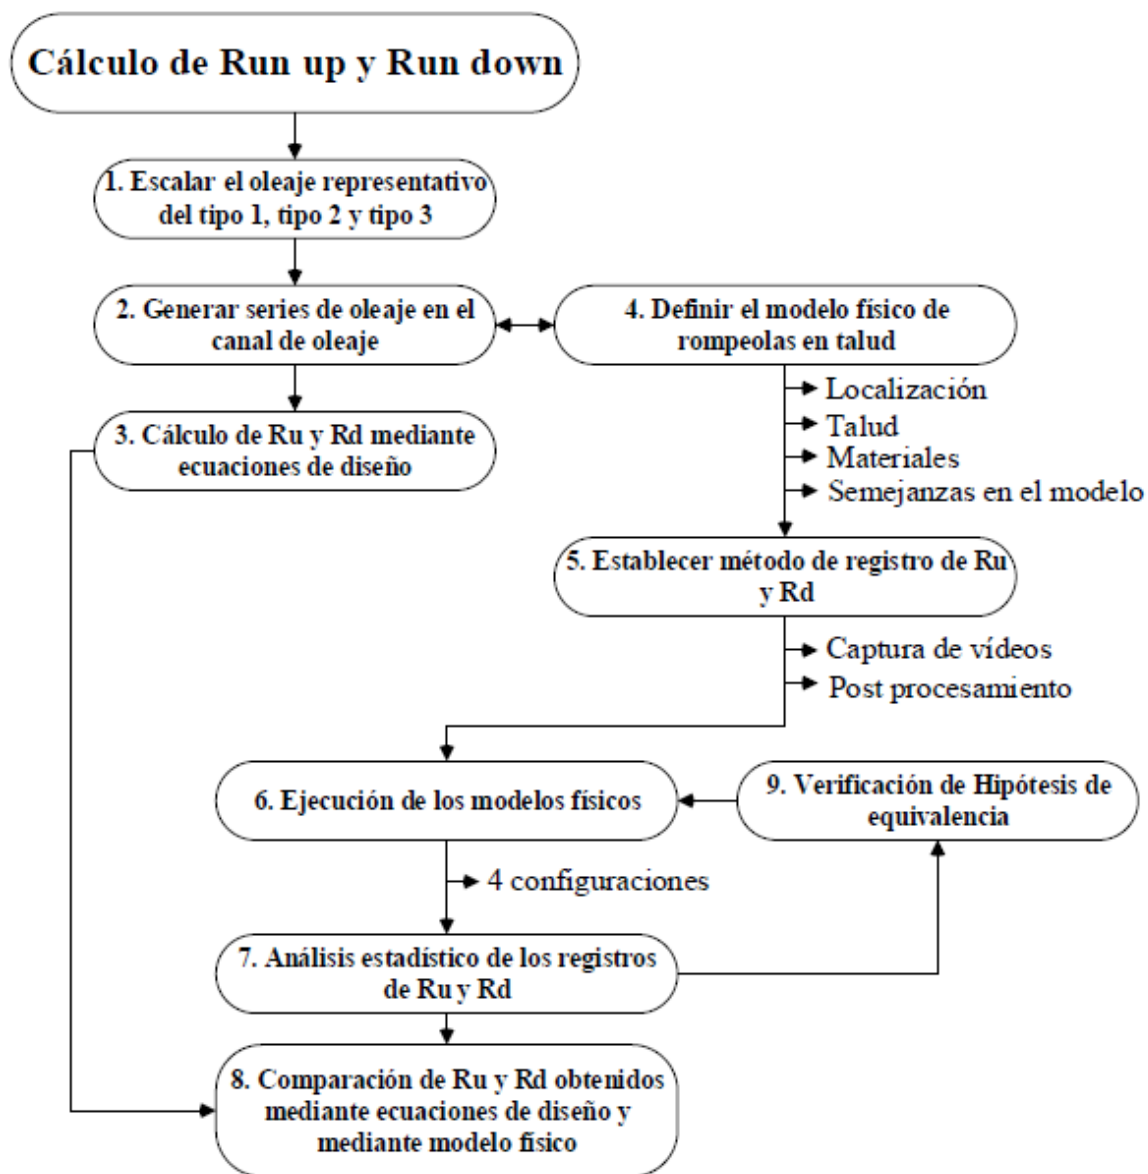 Cálculo de Run up y Run down
1. Escalar el oleaje representativo
del tipo 1, tipo 2 y tipo 3
2. Generar series de oleaje en el
canal de oleaje
3. Cálculo de Ru y Rd mediante
ecuaciones de diseño
4. Definir el modelo físico de
rompeolas en talud
Localización
Talud
Materiales
Semejanzas en el modelo
5. Establecer método de registro de Ru
y Rd
Captura de vídeos
Post procesamiento
6. Ejecución de los modelos físicos
4 configuraciones
7. Análisis estadístico de los registros
de Ru y Rd
8. Comparación de Ru y Rd obtenidos
mediante ecuaciones de diseño y
mediante modelo físico
9. Verificación de Hipótesis de
equivalencia